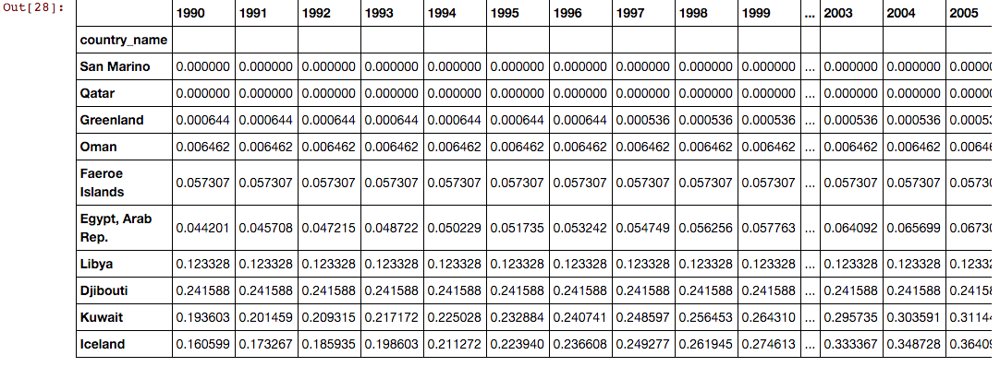 Out[28]:
1990 1991 1992 1993 1994 1995 1996 1997 1998 1999 ... 2003 2004 2005
country_name
San Marino 0.000000 0.000000 0.000000 0.000000 0.000000 0.000000 0.000000 0.000000 0.000000 0.000000 ... 0.000000 0.000000 0.0000
Qatar 0.000000 0.000000 0.000000 0.000000 0.000000 0.000000 0.000000 0.000000 0.000000 0.000000 ... 0.000000 0.000000 0.0000
Greenland 0.000644 0.000644 0.000644 0.000644 0.000644 0.000644 0.000644 0.000536 0.000536 0.000536 ... 0.000536 0.000536 0.00053
Oman 0.006462 0.006462 0.006462 0.006462 0.006462 0.006462 0.006462 0.006462 0.006462 0.006462 ... 0.006462 0.006462 0.00646
Faeroe
Islands 0.057307 0.057307 0.057307 0.057307 0.057307 0.057307 0.057307 0.057307 0.057307 0.057307 ... 0.057307 0.057307 0.05730
Egypt, Arab
Rep. 0.044201 0.045708 0.047215 0.048722 0.050229 0.051735 0.053242 0.054749 0.056256 0.057763 ... 0.064092 0.065699 0.06730
Libya 0.123328 0.123328 0.123328 0.123328 0.123328 0.123328 0.123328 0.123328 0.123328 0.123328 ... 0.123328 0.123328 0.12332
Djibouti 0.241588 0.241588 0.241588 0.241588 0.241588 0.241588 0.241588 0.241588 0.241588 0.241588 ... 0.241588 0.241588 0.24158
Kuwait 0.193603 0.201459 0.209315 0.217172 0.225028 0.232884 0.240741 0.248597 0.256453 0.264310 ... 0.295735 0.303591 0.31144
Iceland 0.160599 0.173267 0.185935 0.198603 0.211272 0.223940 0.236608 0.249277 0.261945 0.274613 ... 0.333367 0.348728 0.36409